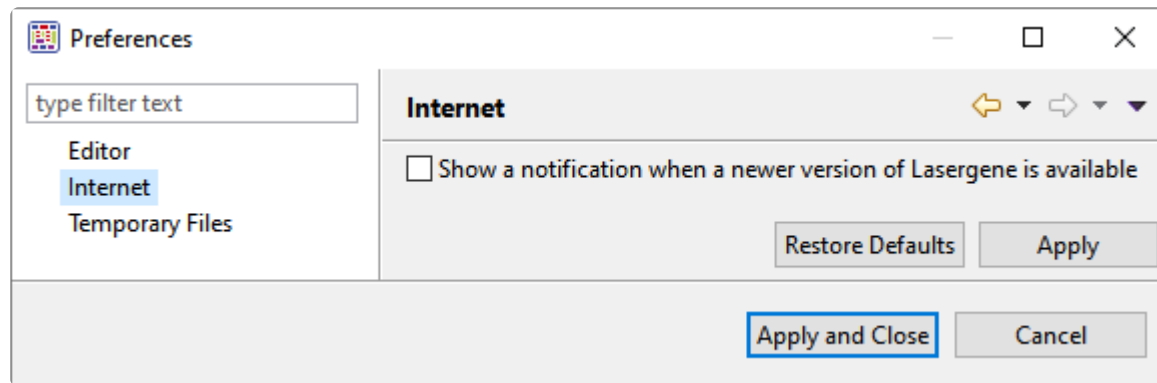 Preferences
type filter text
Internet
Editor
Internet
Temporary Files
Show a notification when a newer version of Lasergene is available
Restore Defaults
Apply
Apply and Close
Cancel